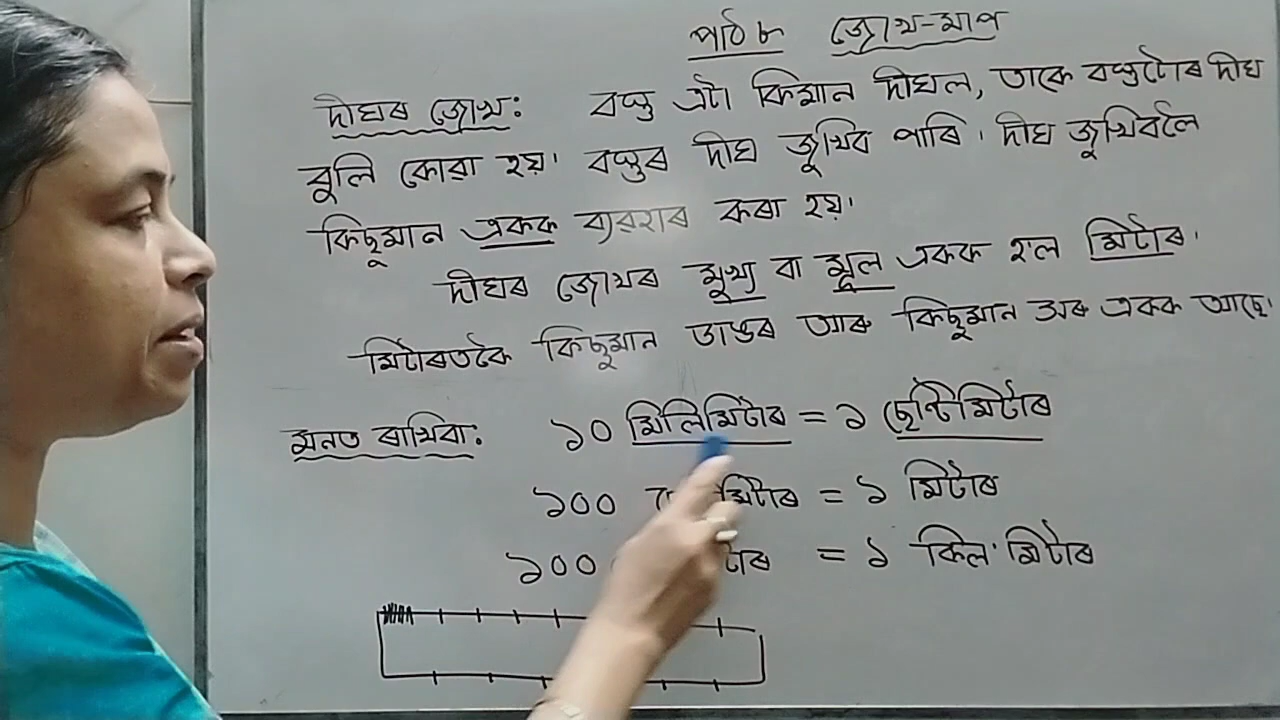 পাঠ ৮ জোখ-মাপ
দীঘৰ জোখ: বস্তু এটা কিমান দীঘল, তাকে বস্তুটোৰ দীঘ
বুলি কোৱা হয়। বস্তুৰ দীঘ জুখিব পাৰি। দীঘ জুখিবলৈ
কিছুমান একক ব্যৱহাৰ কৰা হয়।
দীঘৰ জোখৰ মুখ্য বা মূল একক হ'ল মিটাৰ।
মিটাৰতকৈ কিছুমান ডাঙৰ আৰু কিছুমান সৰু একক আছে।
মনত ৰাখিবা: ১০ মিলিমিটাৰ = ১ ছেণ্টিমিটাৰ
১০০ মিটাৰ = ১ মিটাৰ
১০০ টাৰ = ১ কিল'মিটাৰ